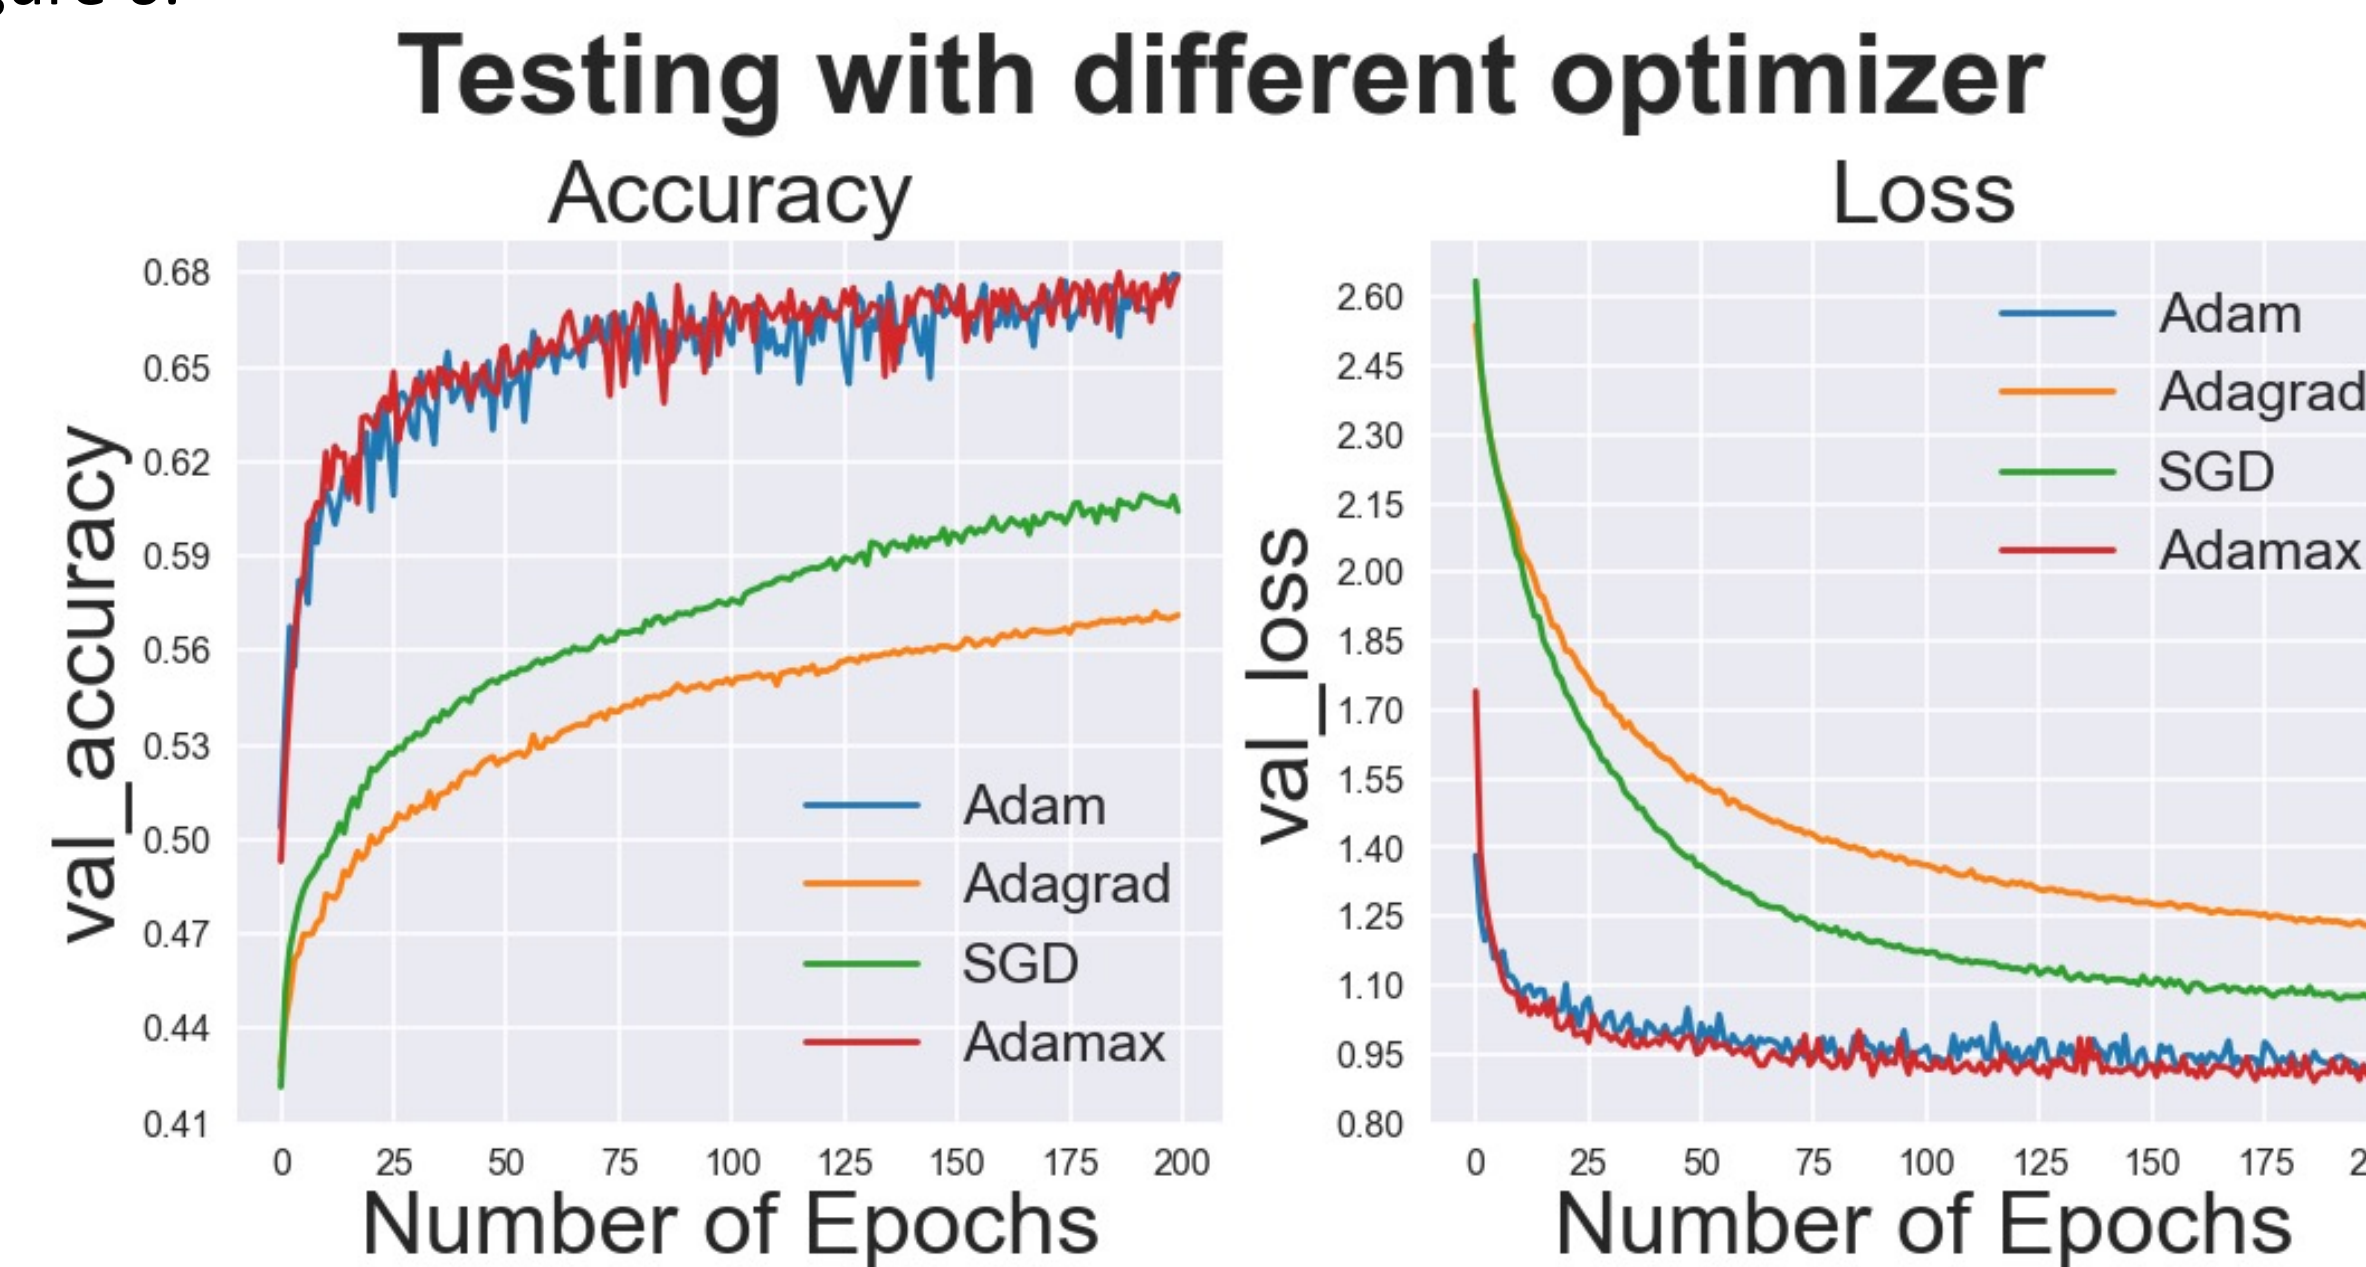 Testing with different optimizer
Accuracy
val_accuracy
0.68
0.65
0.62
0.59
0.56
0.53
0.50
0.47
0.44
0.41
0 25 50 75 100 125 150 175 200
Number of Epochs
Adam
Adagrad
SGD
Adamax
Loss
val_loss
2.60
2.45
2.30
2.15
2.00
1.85
1.70
1.55
1.40
1.25
1.10
0.95
0.80
0 25 50 75 100 125 150 175
Number of Epochs
Adam
Adagrad
SGD
Adamax